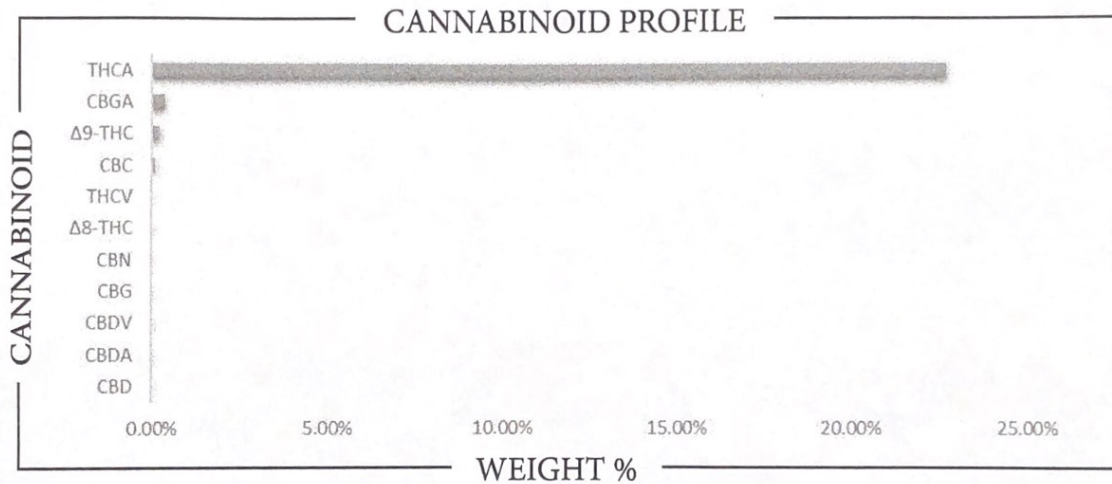 CANNABINOID PROFILE
CANNABINOID
THCA
CBGA
Δ9-THC
CBC
THCV
Δ8-THC
CBN
CBG
CBDV
CBDA
CBD
0.00% 5.00% 10.00% 15.00% 20.00% 25.00%
WEIGHT %